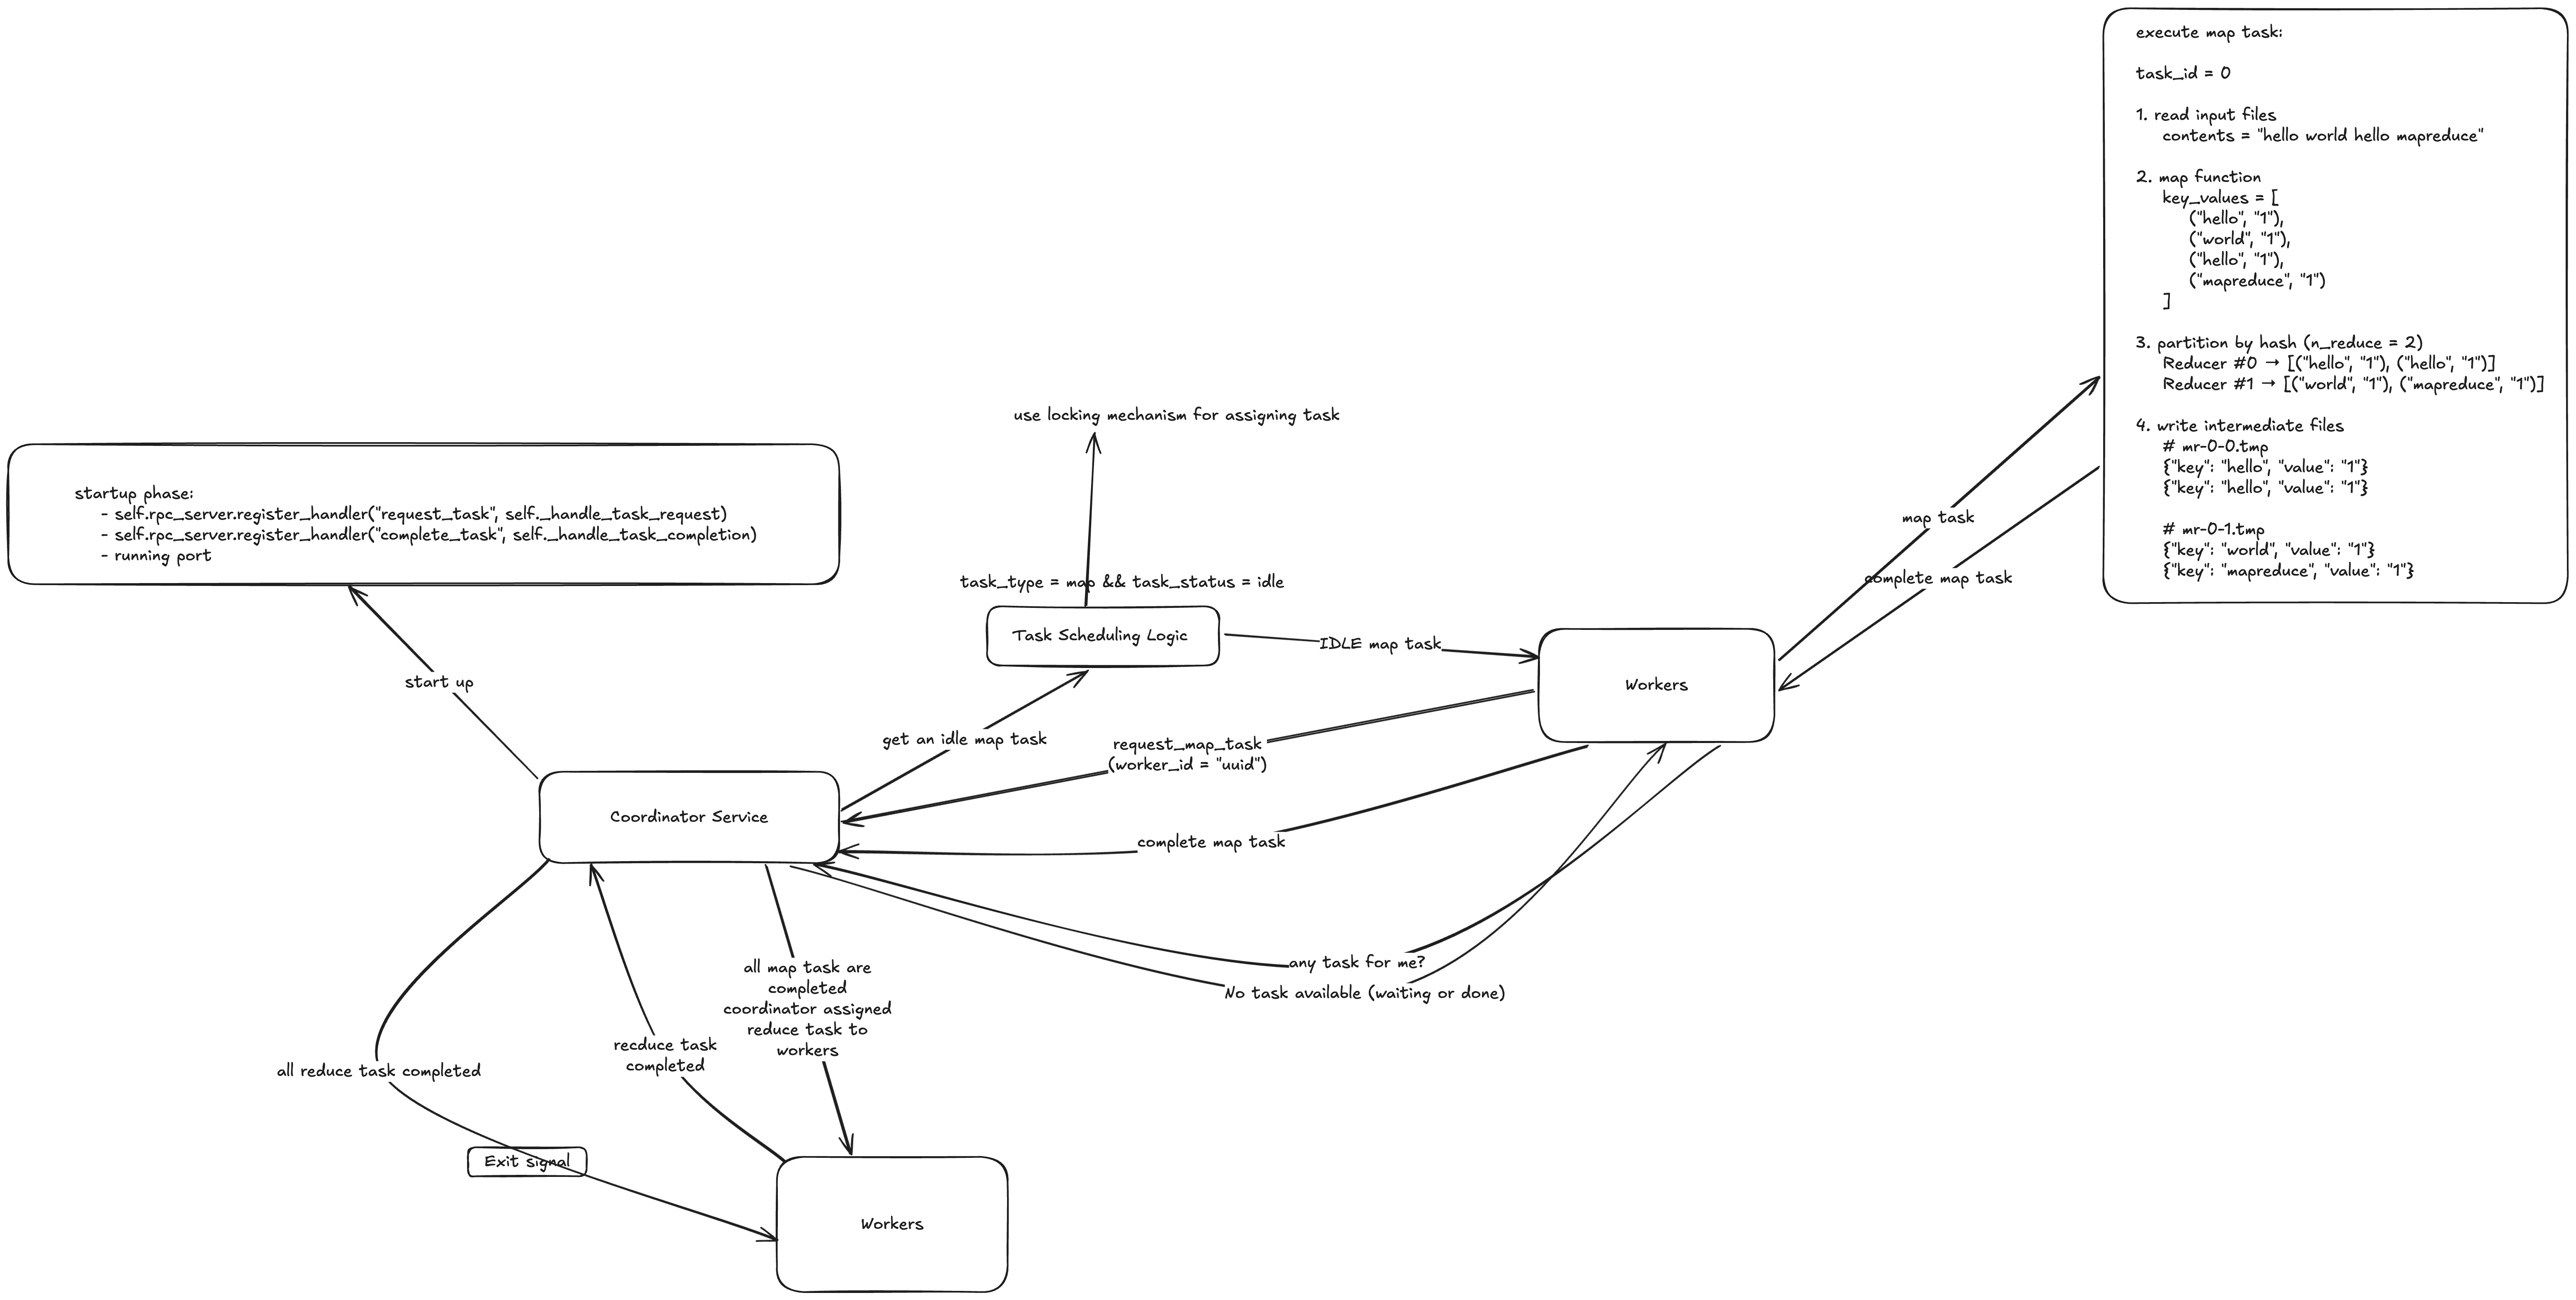 execute map task:
task_id = 0
1. read input files
contents = "hello world hello mapreduce"
2. map function
key_values = [
("hello", "1"),
("world", "1"),
("hello", "1"),
("mapreduce", "1")
]
3. partition by hash (n_reduce = 2)
Reducer #0 → [("hello", "1"), ("hello", "1")]
Reducer #1 → [("world", "1"), ("mapreduce", "1")]
4. write intermediate files
# mr-0-0.tmp
{"key": "hello", "value": "1"}
{"key": "hello", "value": "1"}
# mr-0-1.tmp
{"key": "world", "value": "1"}
{"key": "mapreduce", "value": "1"}
use locking mechanism for assigning task
startup phase:
- self.rpc_server.register_handler("request_task", self._handle_task_request)
- self.rpc_server.register_handler("complete_task", self._handle_task_completion)
- running port
map task
complete map task
task_type = map && task_status = idle
Task Scheduling Logic
IDLE map task
Workers
start up
get an idle map task
request_map_task
(worker_id = "uuid")
Coordinator Service
complete map task
any task for me?
No task available (waiting or done)
all map task are
completed
coordinator assigned
reduce task to
workers
recduce task
completed
all reduce task completed
Exit signal
Workers